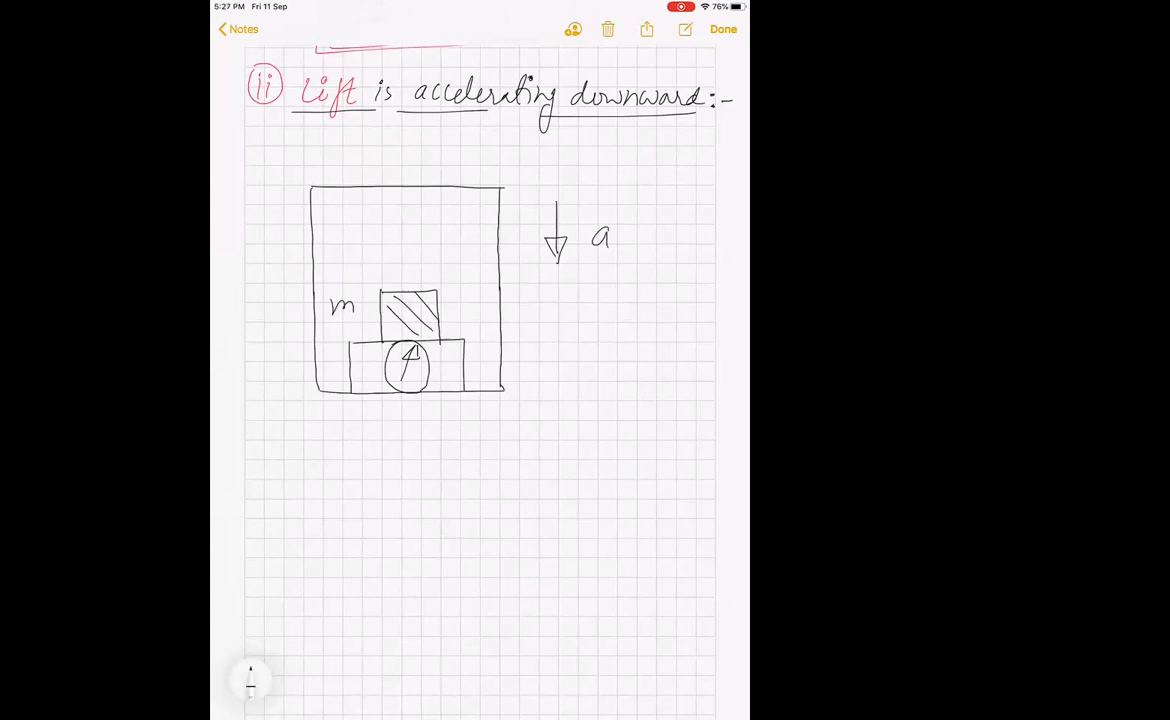 5:27 PM Fri 11 Sep 76%
Notes Done
ii Lift is accelerating downward:-
a
m